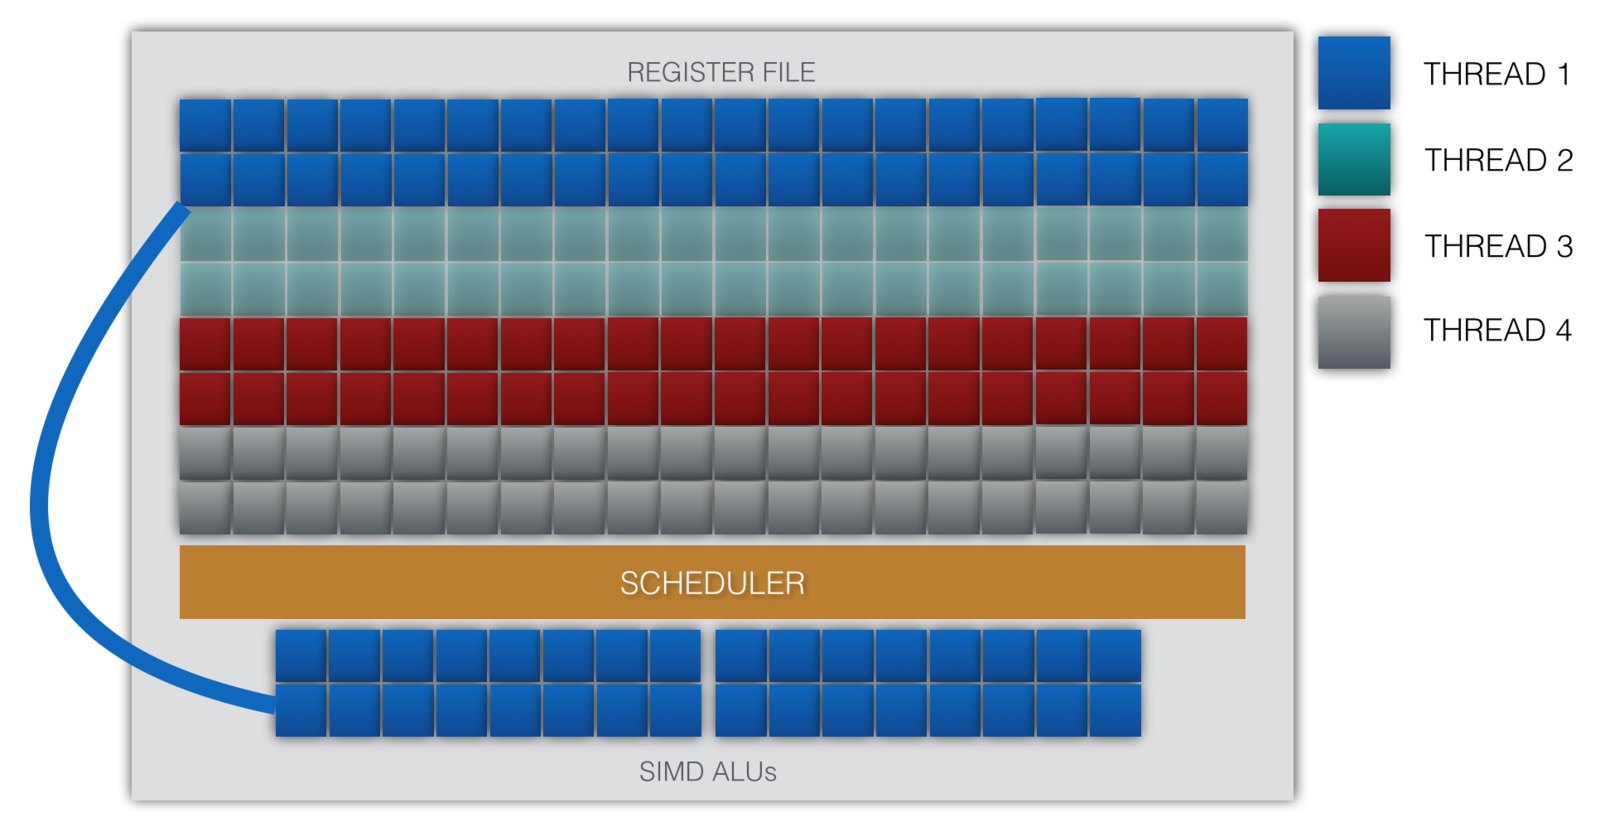 REGISTER FILE
THREAD 1
THREAD 2
THREAD 3
THREAD 4
SCHEDULER
SIMD ALUs